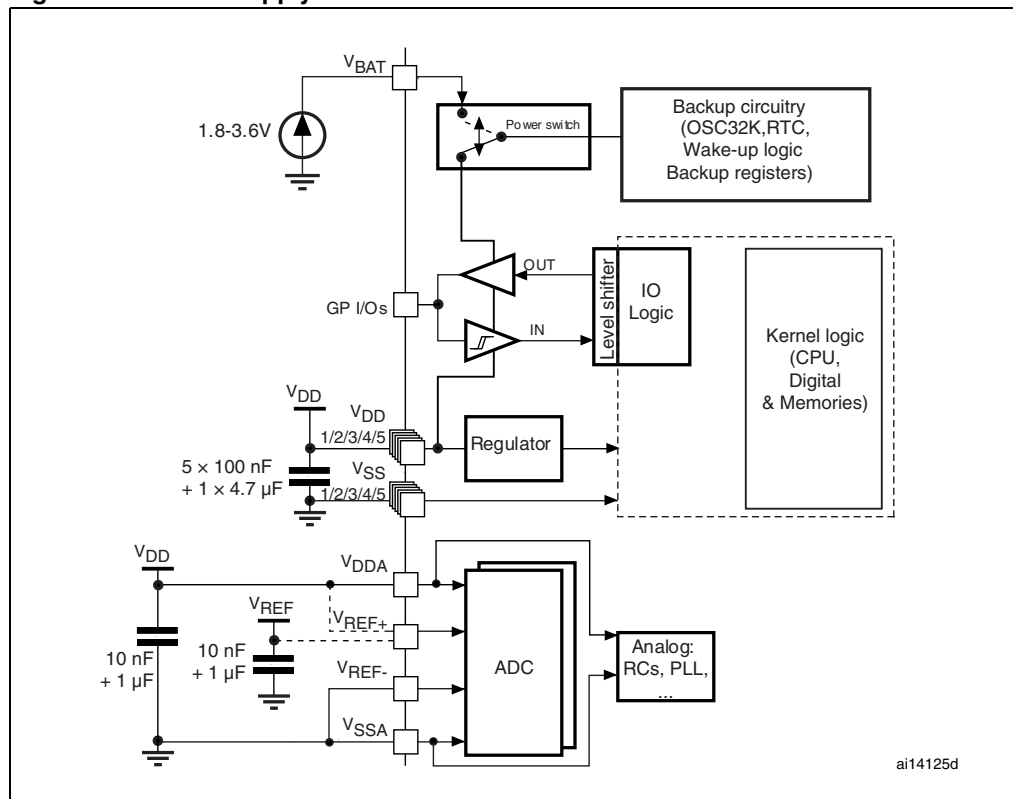 VBAT
1.8-3.6V
Power switch
Backup circuitry
(OSC32K,RTC,
Wake-up logic
Backup registers)
GP I/Os
OUT
IN
Level shifter
IO
Logic
Kernel logic
(CPU,
Digital
& Memories)
VDD
VDD
1/2/3/4/5
Regulator
5 × 100 nF
+ 1 × 4.7 µF
VSS
1/2/3/4/5
VDD
VDDA
VREF
VREF+
10 nF
+ 1 µF
10 nF
+ 1 µF
VREF-
VSSA
ADC
Analog:
RCs, PLL,
...
ai14125d